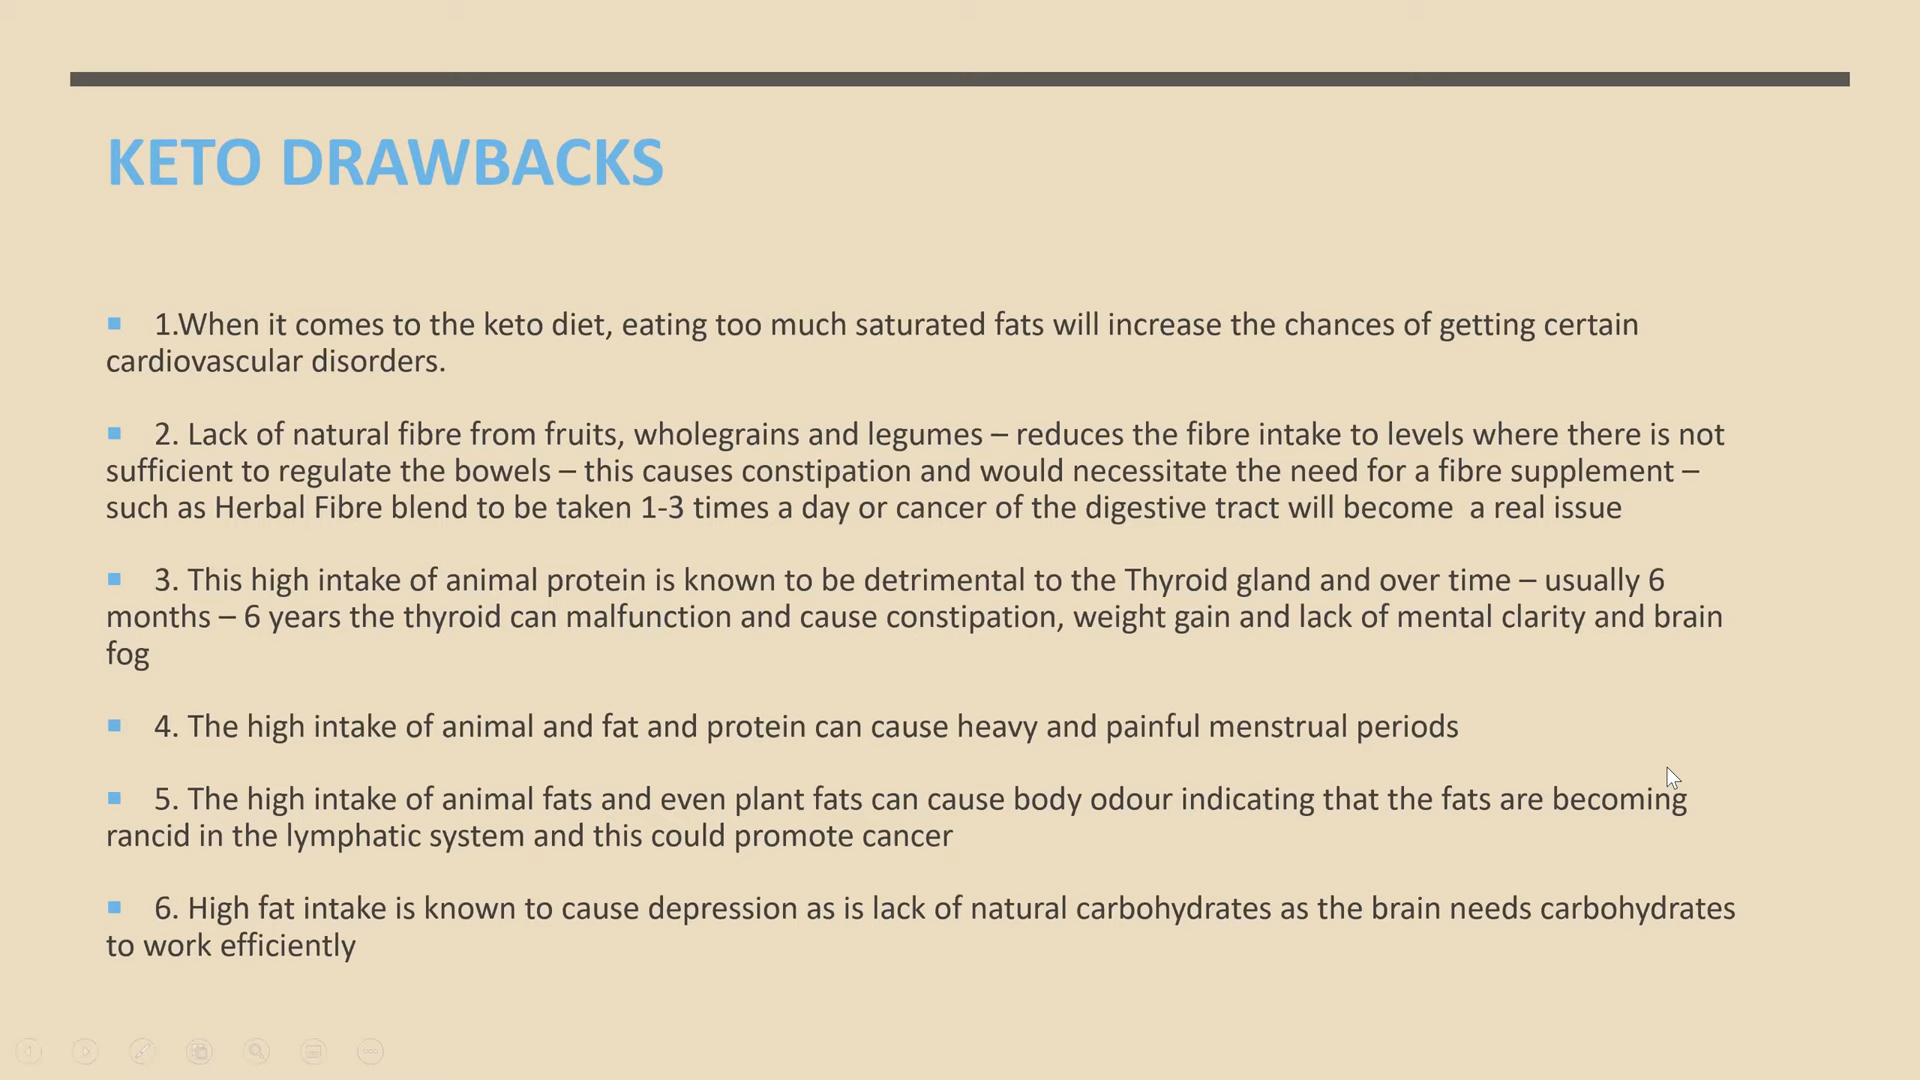 KETO DRAWBACKS
1.When it comes to the keto diet, eating too much saturated fats will increase the chances of getting certain
cardiovascular disorders.
2. Lack of natural fibre from fruits, wholegrains and legumes – reduces the fibre intake to levels where there is not
sufficient to regulate the bowels – this causes constipation and would necessitate the need for a fibre supplement –
such as Herbal Fibre blend to be taken 1-3 times a day or cancer of the digestive tract will become  a real issue
3. This high intake of animal protein is known to be detrimental to the Thyroid gland and over time – usually 6
months – 6 years the thyroid can malfunction and cause constipation, weight gain and lack of mental clarity and brain
fog
4. The high intake of animal and fat and protein can cause heavy and painful menstrual periods
5. The high intake of animal fats and even plant fats can cause body odour indicating that the fats are becoming
rancid in the lymphatic system and this could promote cancer
6. High fat intake is known to cause depression as is lack of natural carbohydrates as the brain needs carbohydrates
to work efficiently